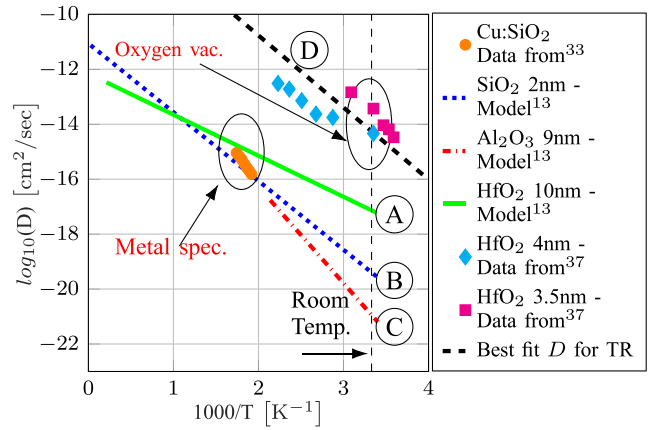 −10
−12
−14
−16
−18
−20
−22
log₁₀(D) [cm²/sec]
0
1
2
3
4
1000/T [K⁻¹]
Oxygen vac.
D
Metal spec.
A
B
C
Room
Temp.
Cu:SiO₂
Data from³³
SiO₂ 2nm -
Model¹³
Al₂O₃ 9nm -
Model¹³
HfO₂ 10nm -
Model¹³
HfO₂ 4nm -
Data from³⁷
HfO₂ 3.5nm -
Data from³⁷
Best fit D for TR